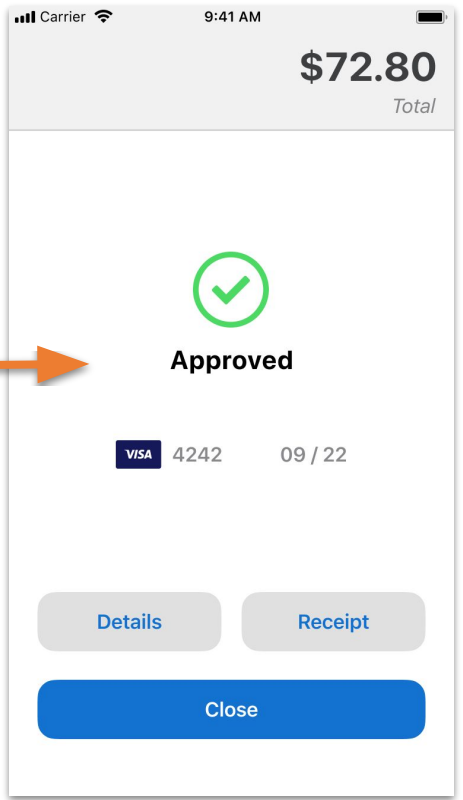 Carrier 9:41 AM
$72.80
Total
Approved
VISA 4242 09 / 22
Details Receipt
Close